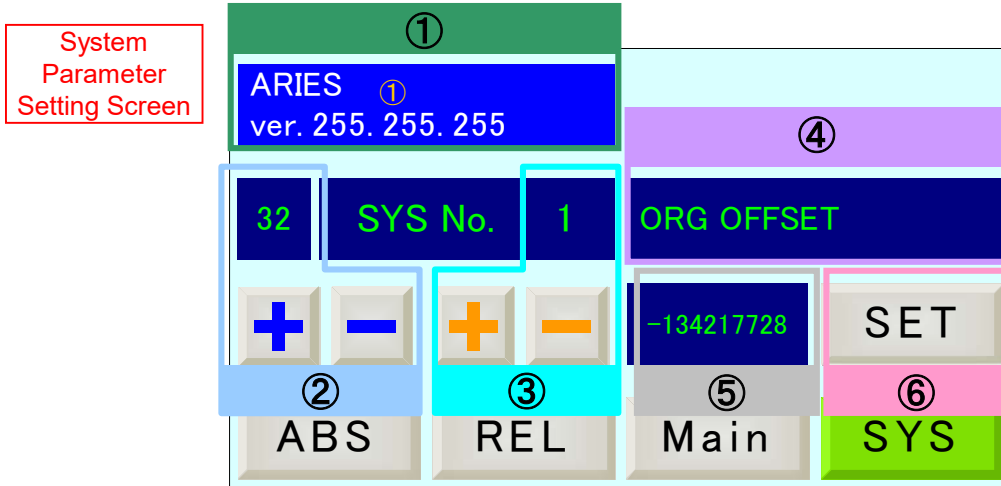 System
Parameter
Setting Screen
①
ARIES ①
ver. 255. 255. 255
④
32 SYS No. 1 ORG OFFSET
+ − + − -134217728 SET
② ③ ⑤ ⑥
ABS REL Main SYS